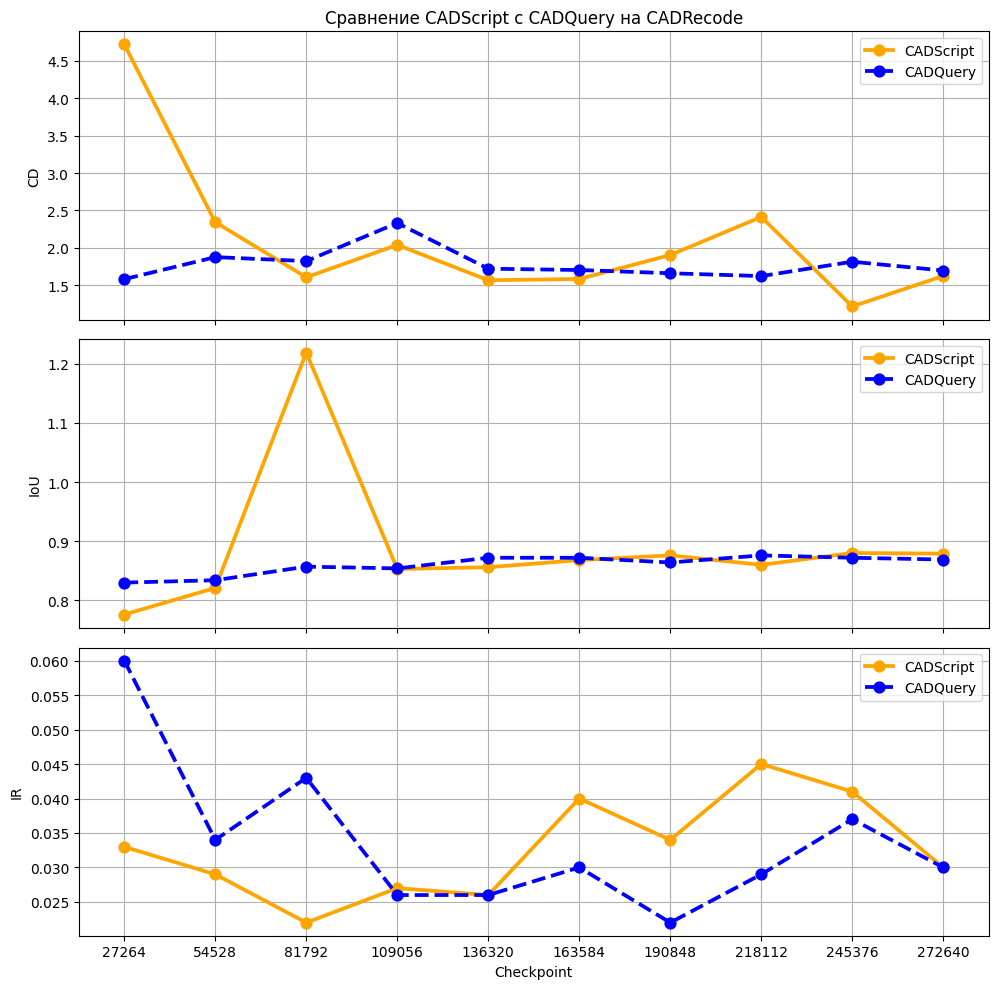 Сравнение CADScript с CADQuery на CADRecode
CADScript
CADQuery
4.5
4.0
3.5
3.0
2.5
2.0
1.5
CD
CADScript
CADQuery
1.2
1.1
1.0
0.9
0.8
IoU
CADScript
CADQuery
0.060
0.055
0.050
0.045
0.040
0.035
0.030
0.025
IR
27264 54528 81792 109056 136320 163584 190848 218112 245376 272640
Checkpoint